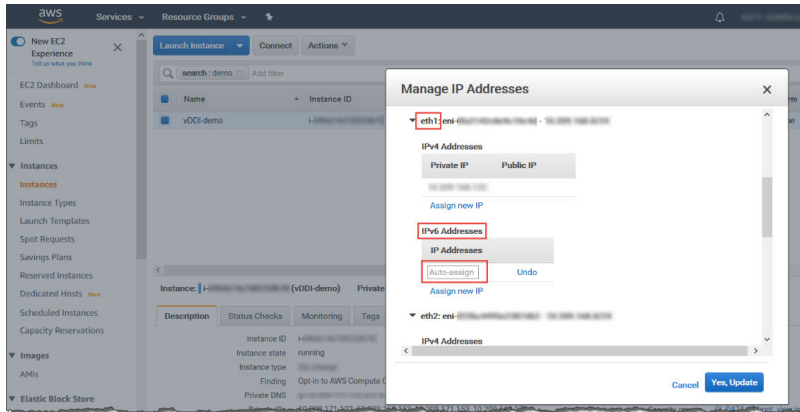 aws Services Resource Groups
New EC2
Experience
Tell us what you think
EC2 Dashboard New
Events New
Tags
Limits
Instances
Instances
Instance Types
Launch Templates
Spot Requests
Savings Plans
Reserved Instances
Dedicated Hosts New
Scheduled Instances
Capacity Reservations
Images
AMIs
Elastic Block Store
Launch Instance Connect Actions
search : demo Add filter
Name Instance ID
vDDI-demo i-
Instance: i- (vDDI-demo) Private
Description Status Checks Monitoring Tags
Instance ID
Instance state running
Instance type
Finding Opt-in to AWS Compute
Private DNS
Manage IP Addresses
eth1: eni-
IPv4 Addresses
Private IP Public IP
Assign new IP
IPv6 Addresses
IP Addresses
Auto-assign Undo
Assign new IP
eth2: eni-
IPv4 Addresses
Cancel Yes, Update